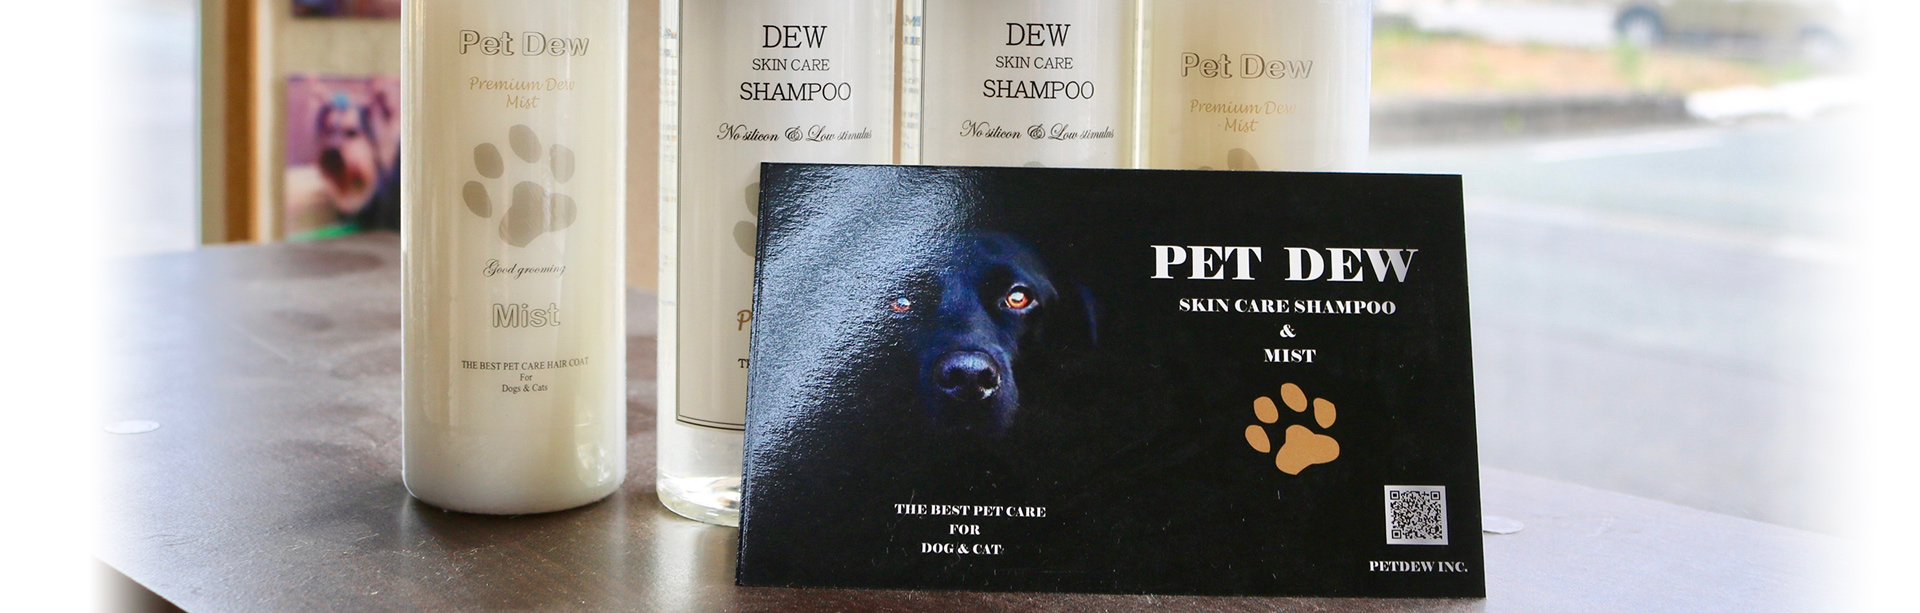 Pet Dew
Premium Dew
Mist
Good grooming
Mist
THE BEST PET CARE HAIR COAT
For
Dogs & Cats
DEW
SKIN CARE
SHAMPOO
No silicon & Low stimulus
DEW
SKIN CARE
SHAMPOO
No silicon & Low stimulus
Pet Dew
Premium Dew
Mist
PET DEW
SKIN CARE SHAMPOO
&
MIST
THE BEST PET CARE
FOR
DOG & CAT
PETDEW INC.